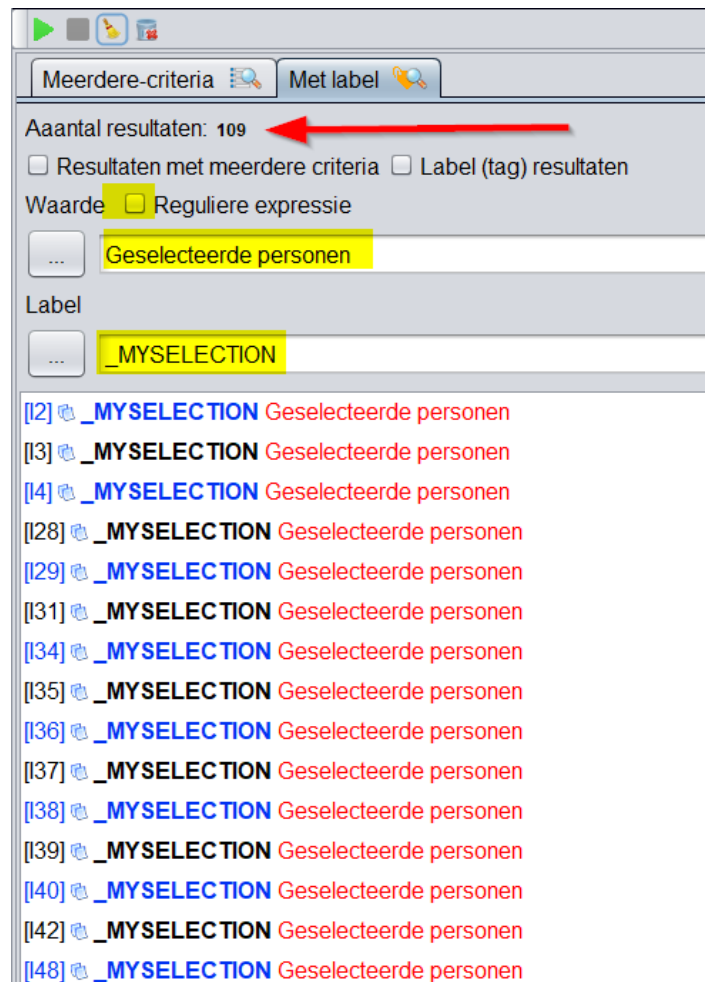 Meerdere-criteria Met label
Aaantal resultaten: 109
Resultaten met meerdere criteria Label (tag) resultaten
Waarde Reguliere expressie
... Geselecteerde personen
Label
... _MYSELECTION
[I2] _MYSELECTION Geselecteerde personen
[I3] _MYSELECTION Geselecteerde personen
[I4] _MYSELECTION Geselecteerde personen
[I28] _MYSELECTION Geselecteerde personen
[I29] _MYSELECTION Geselecteerde personen
[I31] _MYSELECTION Geselecteerde personen
[I34] _MYSELECTION Geselecteerde personen
[I35] _MYSELECTION Geselecteerde personen
[I36] _MYSELECTION Geselecteerde personen
[I37] _MYSELECTION Geselecteerde personen
[I38] _MYSELECTION Geselecteerde personen
[I39] _MYSELECTION Geselecteerde personen
[I40] _MYSELECTION Geselecteerde personen
[I42] _MYSELECTION Geselecteerde personen
[I48] _MYSELECTION Geselecteerde personen